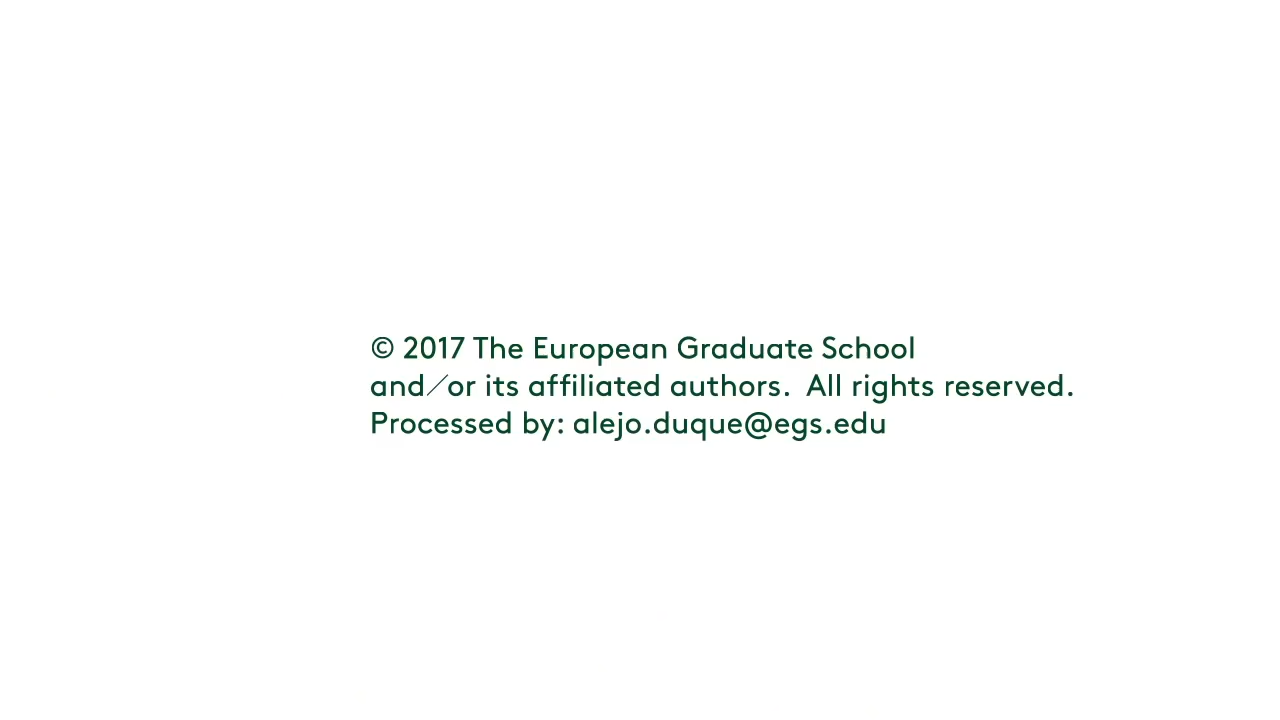 © 2017 The European Graduate School
and/or its affiliated authors.  All rights reserved.
Processed by: alejo.duque@egs.edu